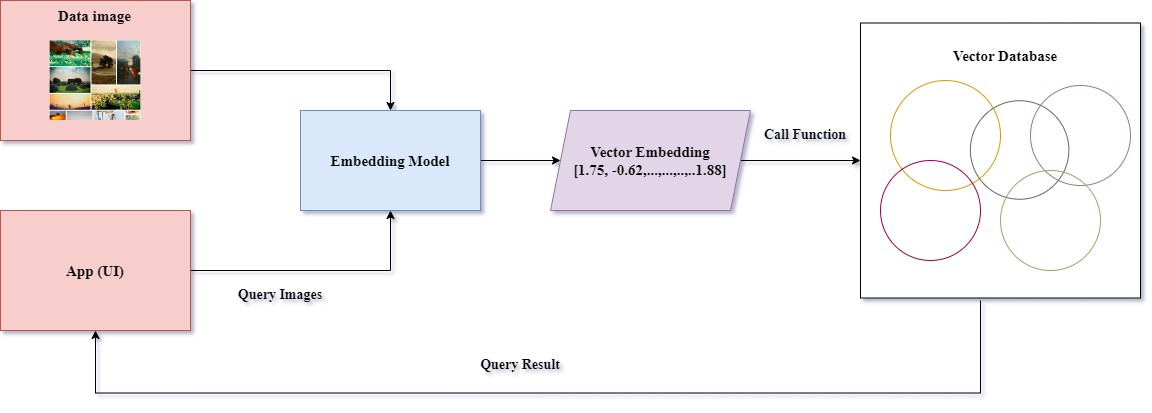 Data image
Embedding Model
Vector Embedding
[1.75, -0.62,...,...,..,..1.88]
Call Function
Vector Database
App (UI)
Query Images
Query Result